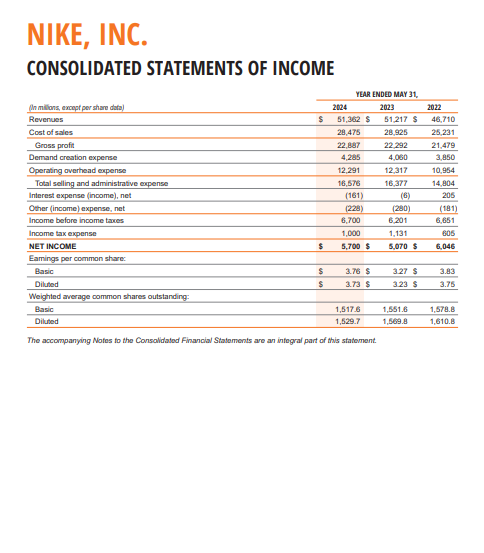 NIKE, INC.
CONSOLIDATED STATEMENTS OF INCOME
YEAR ENDED MAY 31,
(In millions, except per share data) 2024 2023 2022
Revenues $ 51,362 $ 51,217 $ 46,710
Cost of sales 28,475 28,925 25,231
Gross profit 22,887 22,292 21,479
Demand creation expense 4,285 4,060 3,850
Operating overhead expense 12,291 12,317 10,954
Total selling and administrative expense 16,576 16,377 14,804
Interest expense (income), net (161) (6) 205
Other (income) expense, net (228) (280) (181)
Income before income taxes 6,700 6,201 6,651
Income tax expense 1,000 1,131 605
NET INCOME $ 5,700 $ 5,070 $ 6,046
Earnings per common share:
Basic $ 3.76 $ 3.27 $ 3.83
Diluted $ 3.73 $ 3.23 $ 3.75
Weighted average common shares outstanding:
Basic 1,517.6 1,551.6 1,578.8
Diluted 1,529.7 1,569.8 1,610.8
The accompanying Notes to the Consolidated Financial Statements are an integral part of this statement.